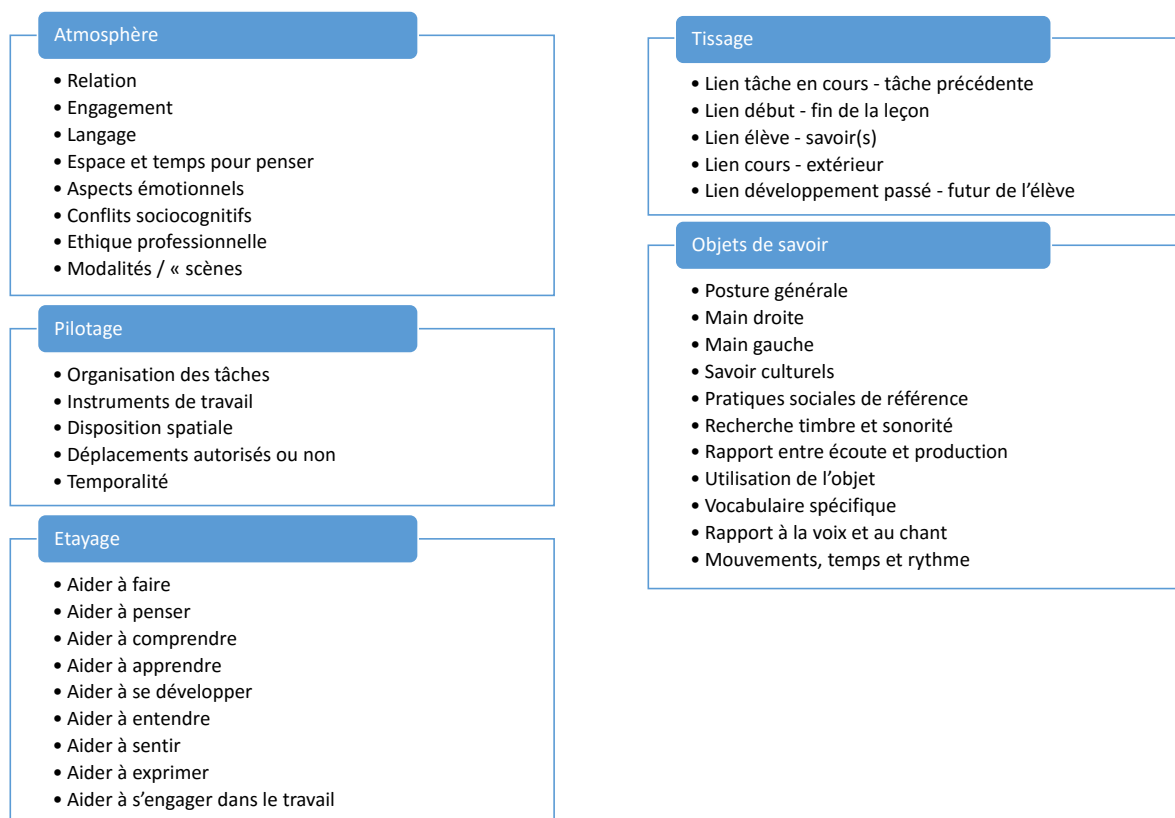 Atmosphère
• Relation
• Engagement
• Langage
• Espace et temps pour penser
• Aspects émotionnels
• Conflits sociocognitifs
• Ethique professionnelle
• Modalités / « scènes
Pilotage
• Organisation des tâches
• Instruments de travail
• Disposition spatiale
• Déplacements autorisés ou non
• Temporalité
Etayage
• Aider à faire
• Aider à penser
• Aider à comprendre
• Aider à apprendre
• Aider à se développer
• Aider à entendre
• Aider à sentir
• Aider à exprimer
• Aider à s’engager dans le travail
Tissage
• Lien tâche en cours - tâche précédente
• Lien début - fin de la leçon
• Lien élève - savoir(s)
• Lien cours - extérieur
• Lien développement passé - futur de l’élève
Objets de savoir
• Posture générale
• Main droite
• Main gauche
• Savoir culturels
• Pratiques sociales de référence
• Recherche timbre et sonorité
• Rapport entre écoute et production
• Utilisation de l’objet
• Vocabulaire spécifique
• Rapport à la voix et au chant
• Mouvements, temps et rythme